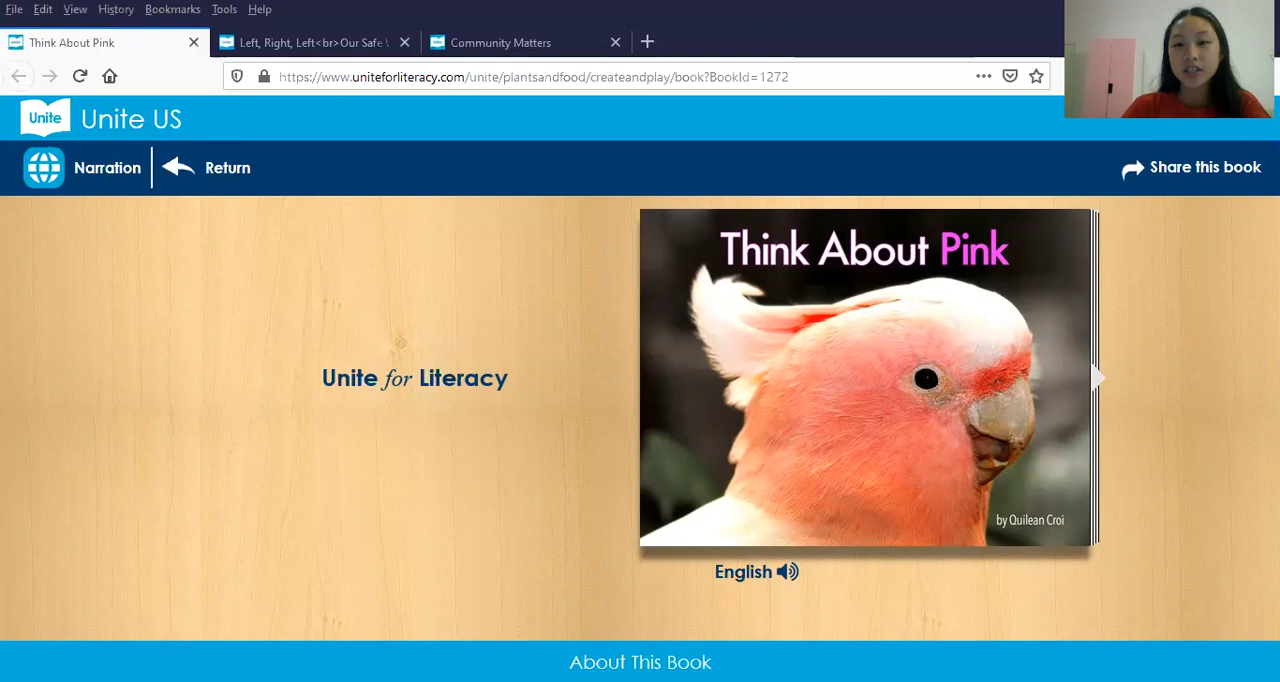 File Edit View History Bookmarks Tools Help
Think About Pink
Left, Right, Left<br>Our Safe
Community Matters
https://www.uniteforliteracy.com/unite/plantsandfood/createandplay/book?BookId=1272
Unite Unite US
Narration Return Share this book
Think About Pink
Unite for Literacy
by Quilean Croi
English
About This Book